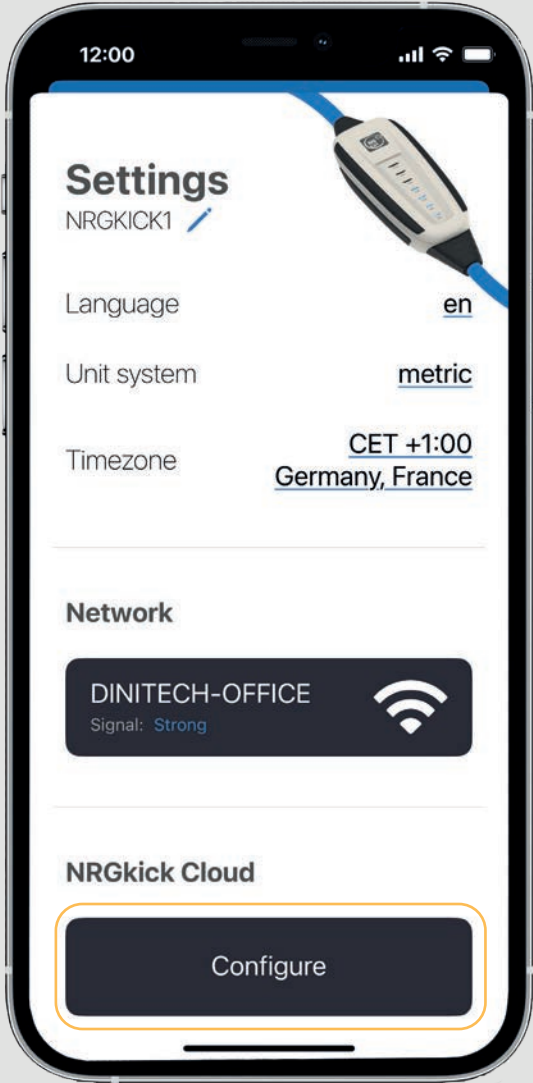 12:00
Settings
NRGKICK1
Language
en
Unit system
metric
Timezone
CET +1:00
Germany, France
Network
DINITECH-OFFICE
Signal: Strong
NRGkick Cloud
Configure